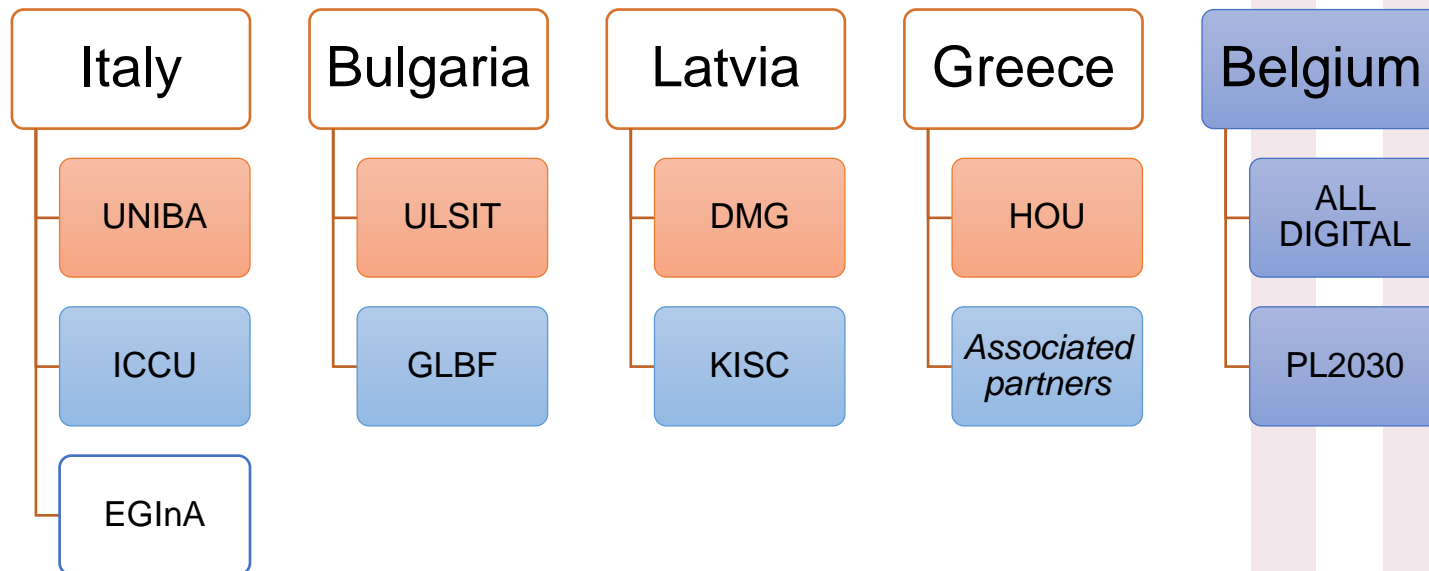 Italy
UNIBA
ICCU
EGInA
Bulgaria
ULSIT
GLBF
Latvia
DMG
KISC
Greece
HOU
Associated
partners
Belgium
ALL
DIGITAL
PL2030